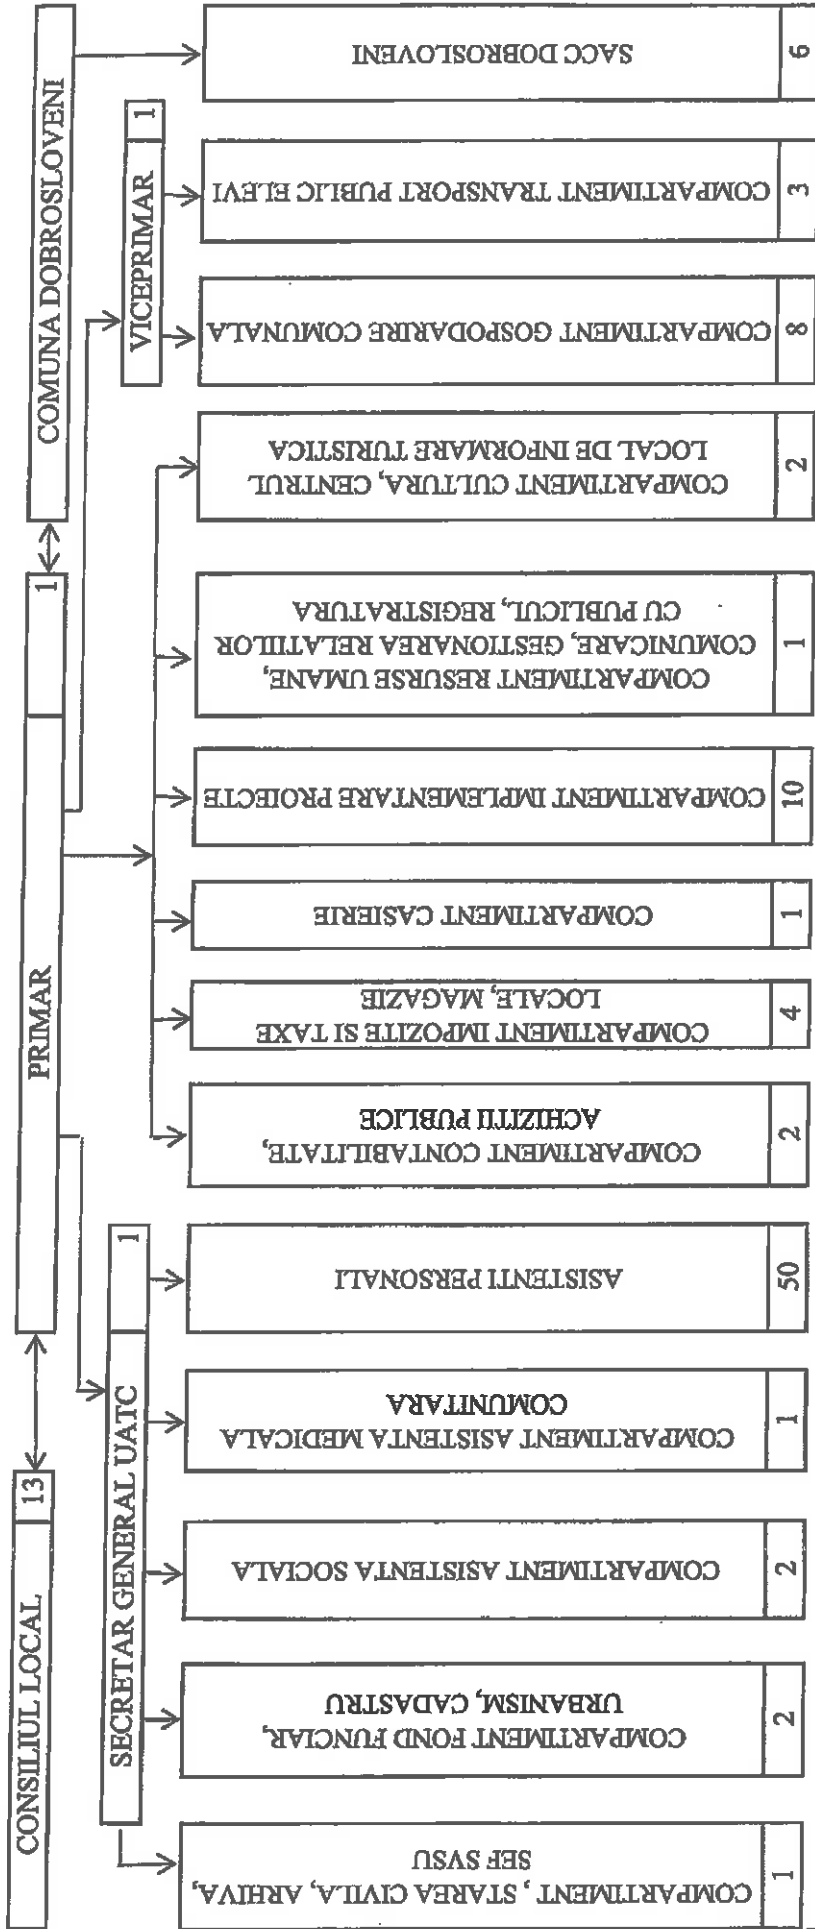 CONSILIUL LOCAL
13
PRIMAR
1
COMUNA DOBROSLOVENI
SECRETAR GENERAL UATC
1
VICEPRIMAR
1
COMPARTIMENT , STAREA CIVILA, ARHIVA,
SEF SVSU
1
COMPARTIMENT FOND FUNCIAR,
URBANISM, CADASTRU
2
COMPARTIMENT ASISTENTA SOCIALA
2
COMPARTIMENT ASISTENTA MEDICALA
COMUNITARA
1
ASISTENTI PERSONALI
50
COMPARTIMENT CONTABILITATE,
ACHIZITII PUBLICE
2
COMPARTIMENT IMPOZITE SI TAXE
LOCALE, MAGAZIE
4
COMPARTIMENT CASIERIE
1
COMPARTIMENT IMPLEMENTARE PROIECTE
10
COMPARTIMENT RESURSE UMANE,
COMUNICARE, GESTIONAREA RELATIILOR
CU PUBLICUL, REGISTRATURA
1
COMPARTIMENT CULTURA, CENTRUL
LOCAL DE INFORMARE TURISTICA
2
COMPARTIMENT GOSPODARIRE COMUNALA
8
COMPARTIMENT TRANSPORT PUBLIC ELEVI
3
SACC DOBROSLOVENI
6